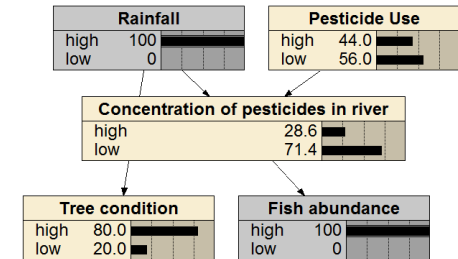 Rainfall
high 100
low 0
Pesticide Use
high 44.0
low 56.0
Concentration of pesticides in river
high 28.6
low 71.4
Tree condition
high 80.0
low 20.0
Fish abundance
high 100
low 0